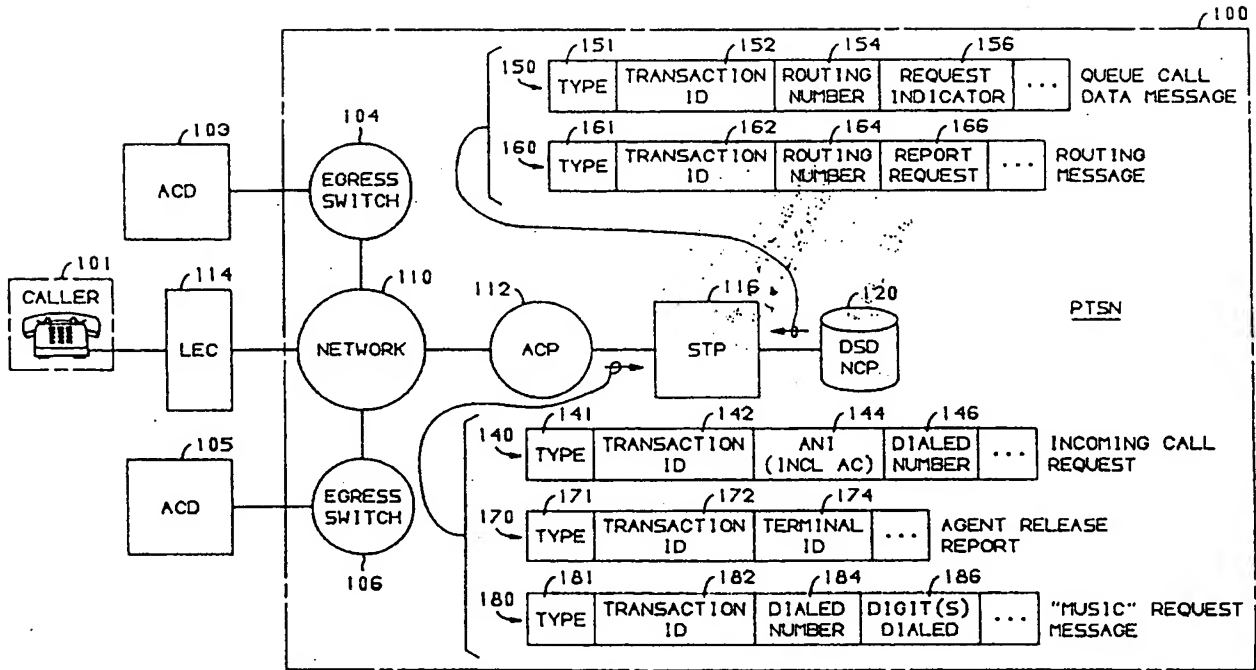 100
151 152 154 156
150 TYPE TRANSACTION ID ROUTING NUMBER REQUEST INDICATOR ... QUEUE CALL DATA MESSAGE
161 162 164 166
160 TYPE TRANSACTION ID ROUTING NUMBER REPORT REQUEST ... ROUTING MESSAGE
103
ACD
104
EGRESS SWITCH
101
CALLER
114
LEC
110
NETWORK
112
ACP
116
STP
120
DSD NCP
PTSN
105
ACD
EGRESS SWITCH
106
141 142 144 146
140 TYPE TRANSACTION ID ANI (INCL AC) DIALED NUMBER ... INCOMING CALL REQUEST
171 172 174
170 TYPE TRANSACTION ID TERMINAL ID ... AGENT RELEASE REPORT
181 182 184 186
180 TYPE TRANSACTION ID DIALED NUMBER DIGIT(S) DIALED ... "MUSIC" REQUEST MESSAGE